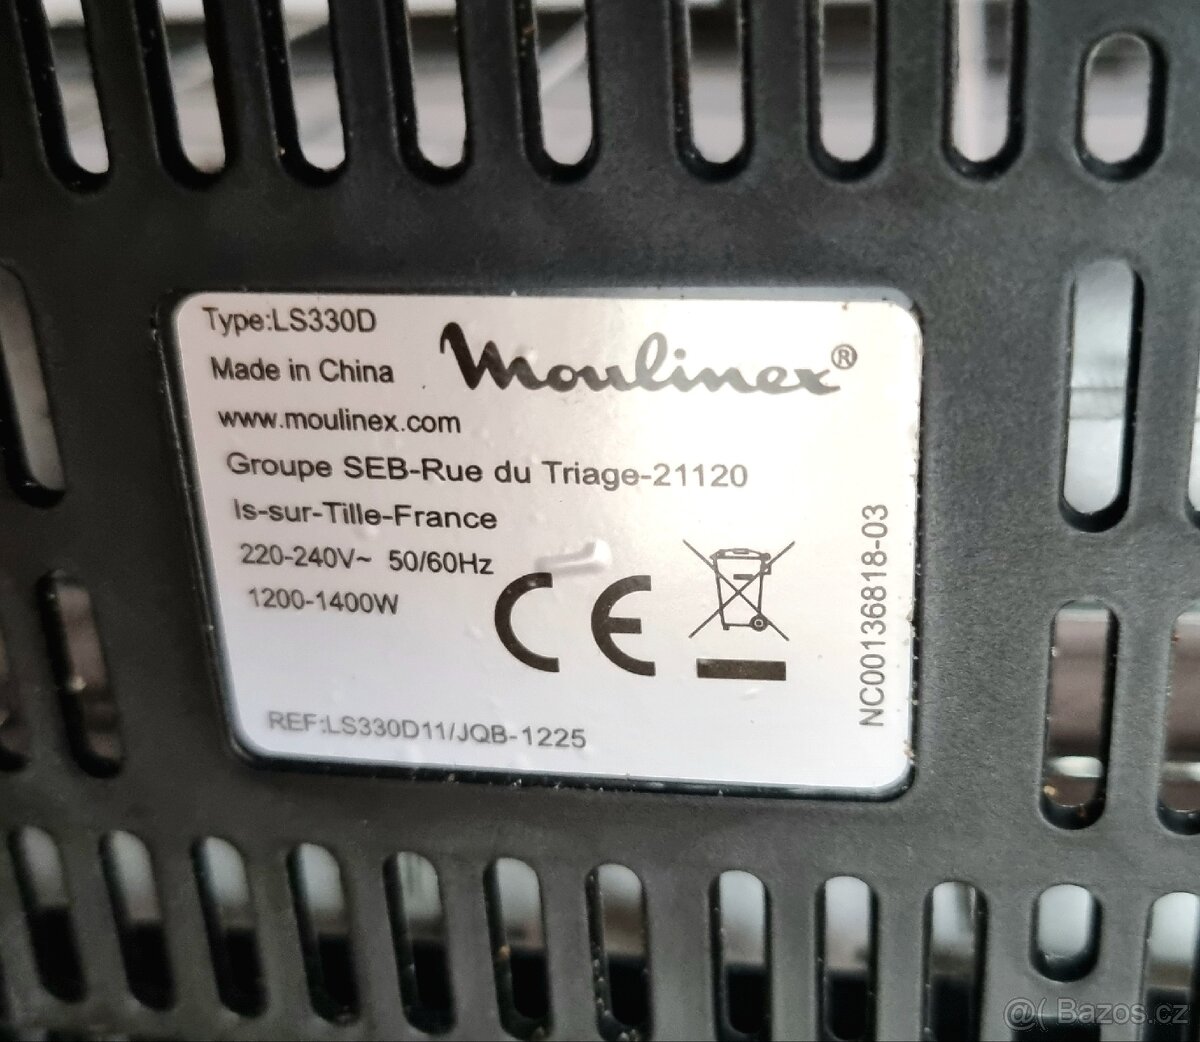 Type:LS330D
Moulinex®
Made in China
www.moulinex.com
Groupe SEB-Rue du Triage-21120
Is-sur-Tille-France
220-240V~ 50/60Hz
1200-1400W
CE
NC00136818-03
REF:LS330D11/JQB-1225
@( Bazos.cz